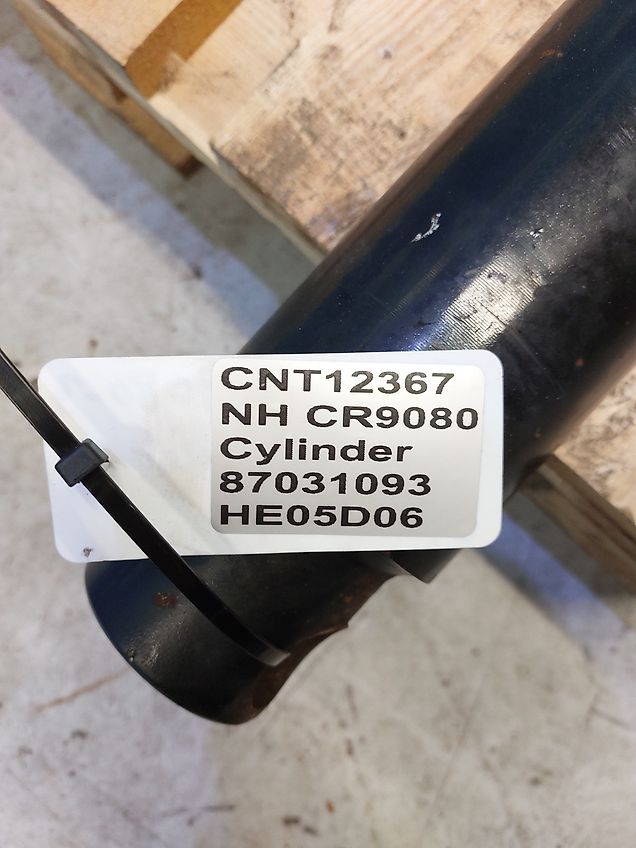 CNT12367
NH CR9080
Cylinder
87031093
HE05D06